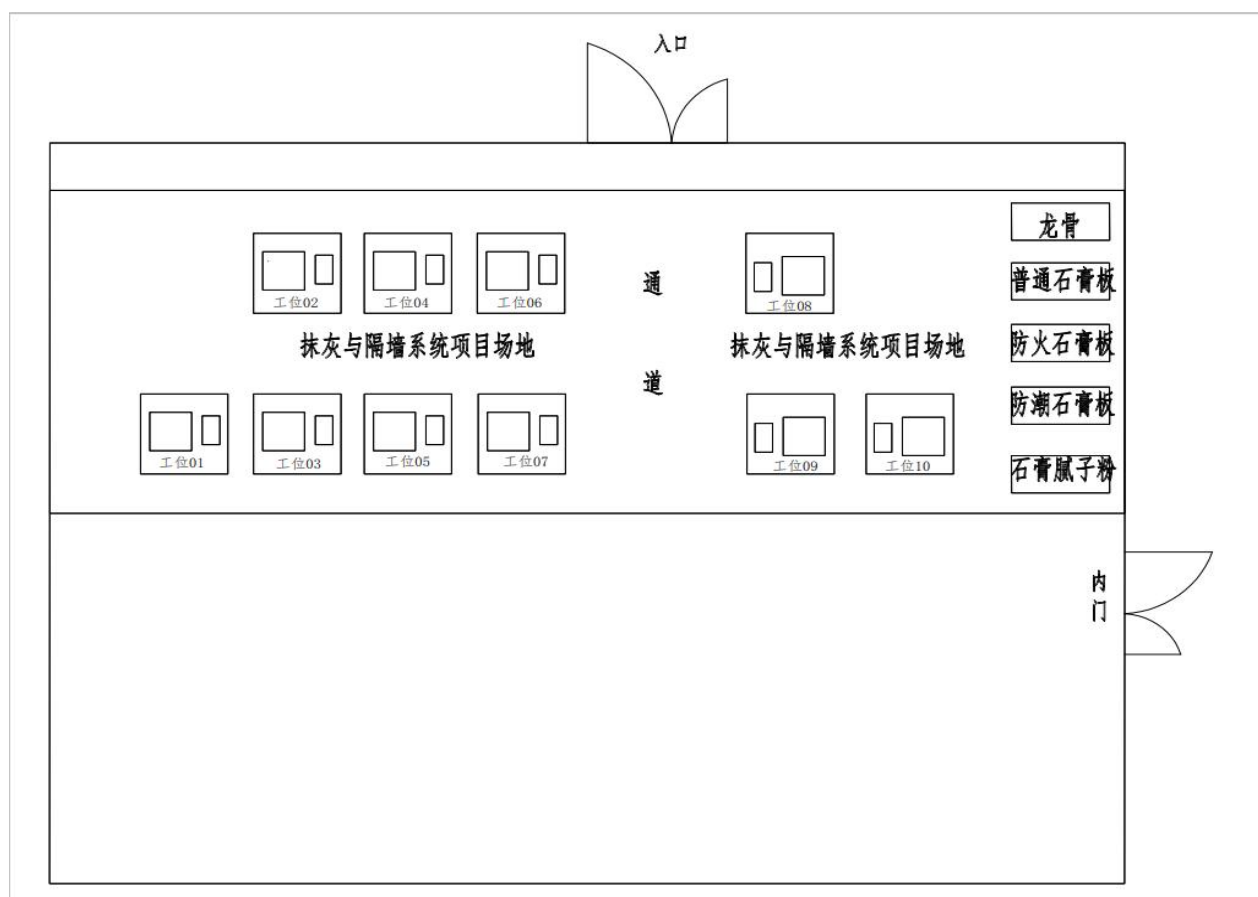 入口
龙骨
普通石膏板
防火石膏板
防潮石膏板
石膏腻子粉
工位02
工位04
工位06
通道
工位08
抹灰与隔墙系统项目场地
抹灰与隔墙系统项目场地
工位01
工位03
工位05
工位07
工位09
工位10
内门